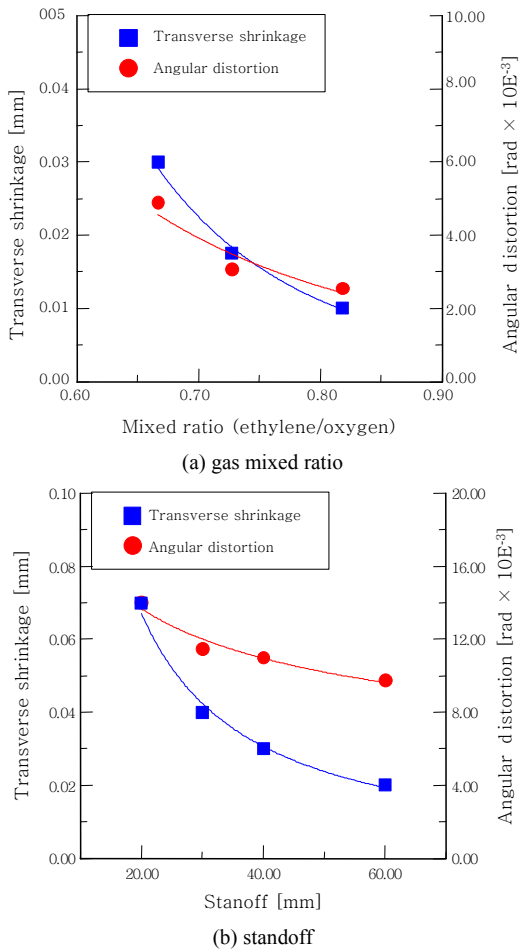 005
10.00
Transverse shrinkage
Angular distortion
0.04
8.00
0.03
6.00
0.02
4.00
0.01
2.00
0.00
0.00
Transverse shrinkage [mm]
Angular distortion [rad × 10E-3]
0.60
0.70
0.80
0.90
Mixed ratio (ethylene/oxygen)
(a) gas mixed ratio
0.10
20.00
Transverse shrinkage
Angular distortion
0.08
16.00
0.06
12.00
0.04
8.00
0.02
4.00
0.00
0.00
Transverse shrinkage [mm]
Angular distortion [rad × 10E-3]
20.00
40.00
60.00
Stanoff [mm]
(b) standoff